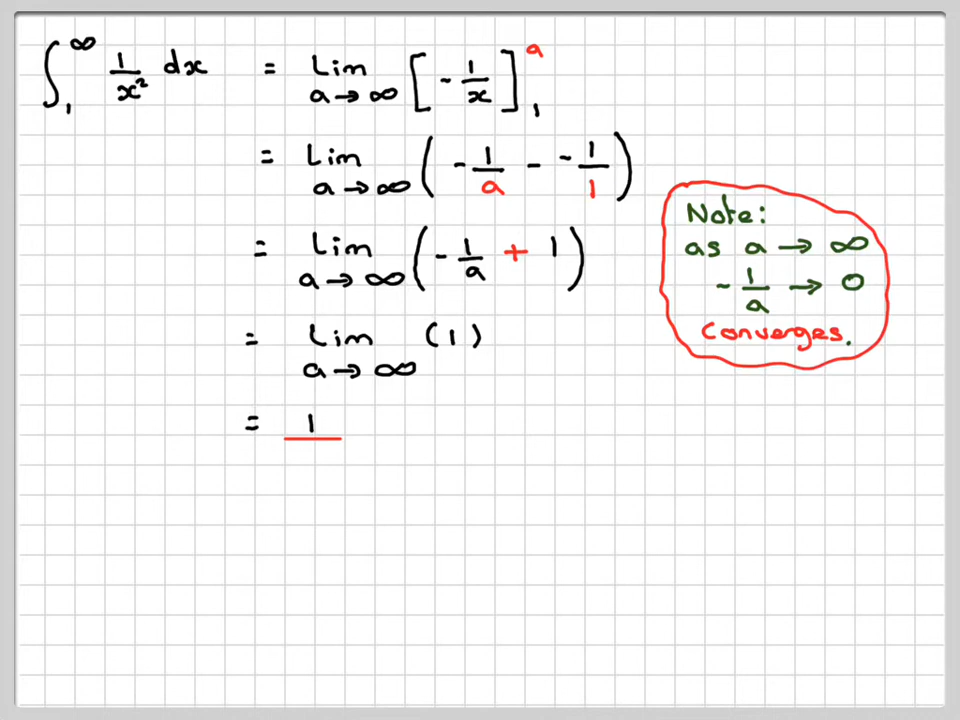 ∫₁^∞ 1/x² dx = Lim a→∞ [-1/x]₁^a
= Lim a→∞ (-1/a - -1/1)
= Lim a→∞ (-1/a + 1)
= Lim a→∞ (1)
= 1
Note:
as a → ∞
-1/a → 0
Converges.